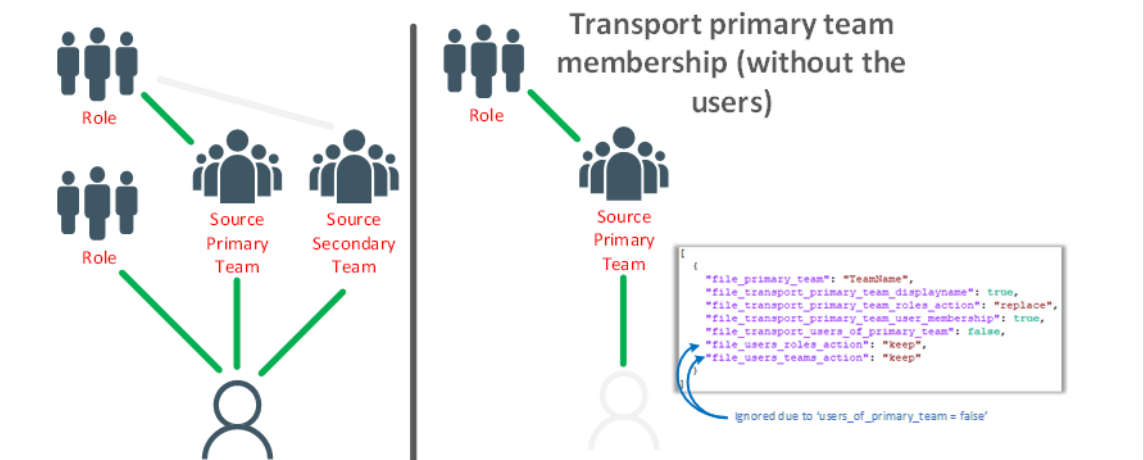 Transport primary team
membership (without the
users)
Role
Role
Source
Primary
Team
Source
Secondary
Team
Role
Source
Primary
Team
[
{
"file_primary_team": "TeamName",
"file_transport_primary_team_displayname": true,
"file_transport_primary_team_roles_action": "replace",
"file_transport_primary_team_user_membership": true,
"file_transport_users_of_primary_team": false,
"file_users_roles_action": "keep",
"file_users_teams_action": "keep"
}
]
Ignored due to 'users_of_primary_team = false'